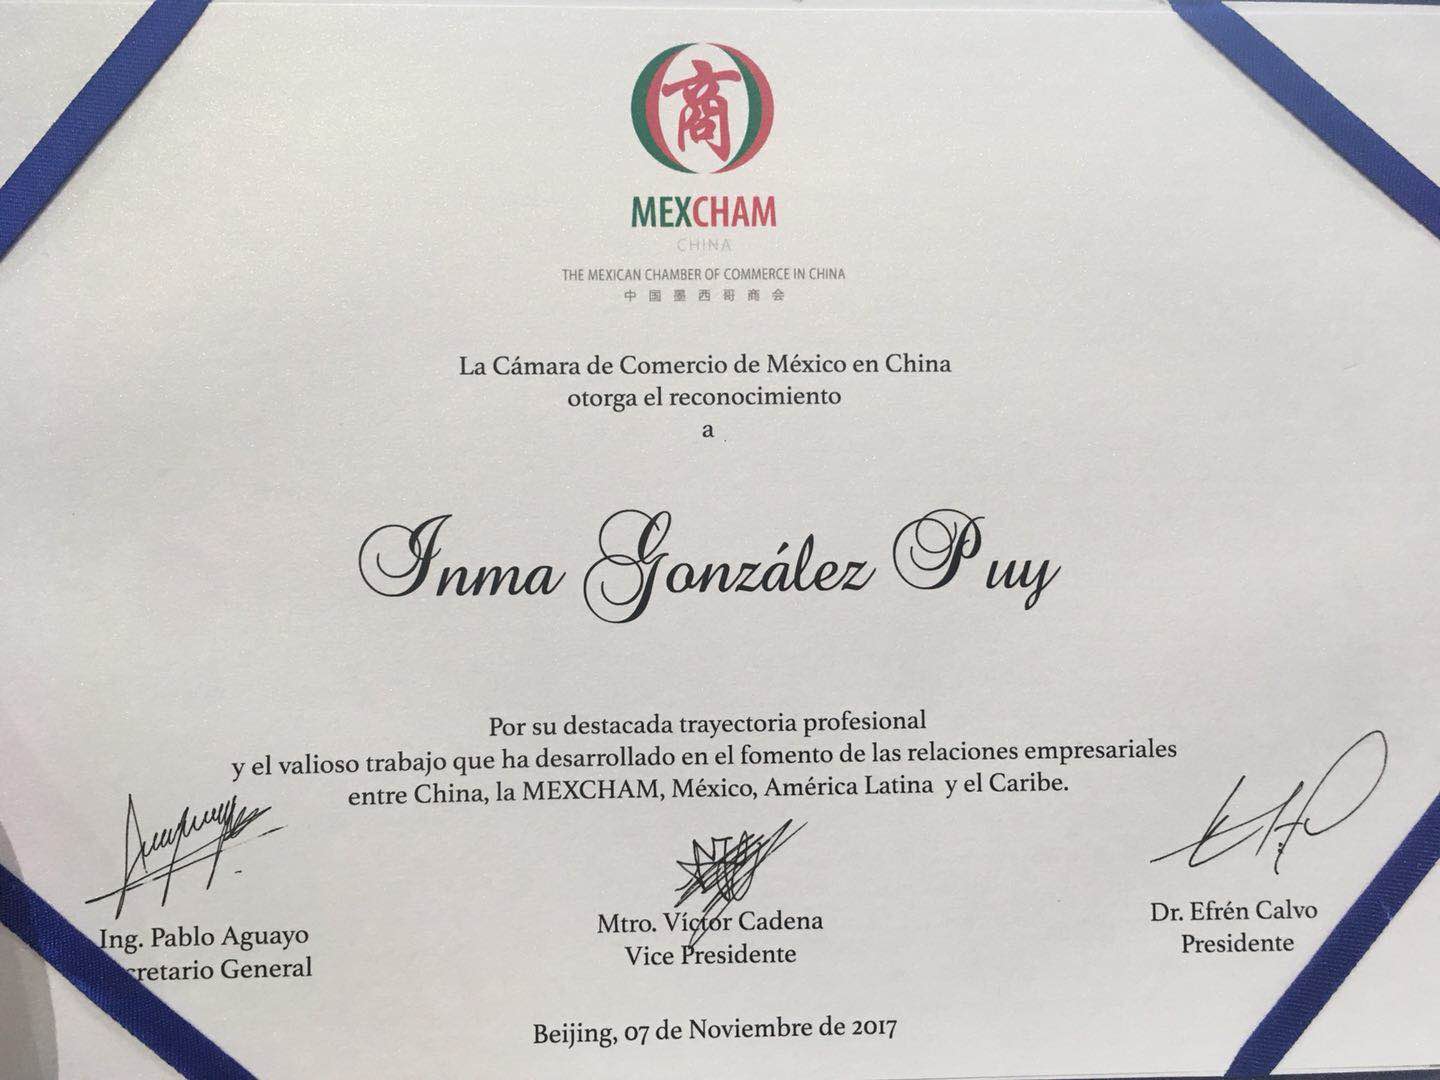 商
MEXCHAM
CHINA
THE MEXICAN CHAMBER OF COMMERCE IN CHINA
中国墨西哥商会
La Cámara de Comercio de México en China
otorga el reconocimiento
a
Inma González Puy
Por su destacada trayectoria profesional
y el valioso trabajo que ha desarrollado en el fomento de las relaciones empresariales
entre China, la MEXCHAM, México, América Latina y el Caribe.
Ing. Pablo Aguayo
cretario General
Mtro. Víctor Cadena
Vice Presidente
Dr. Efrén Calvo
Presidente
Beijing, 07 de Noviembre de 2017